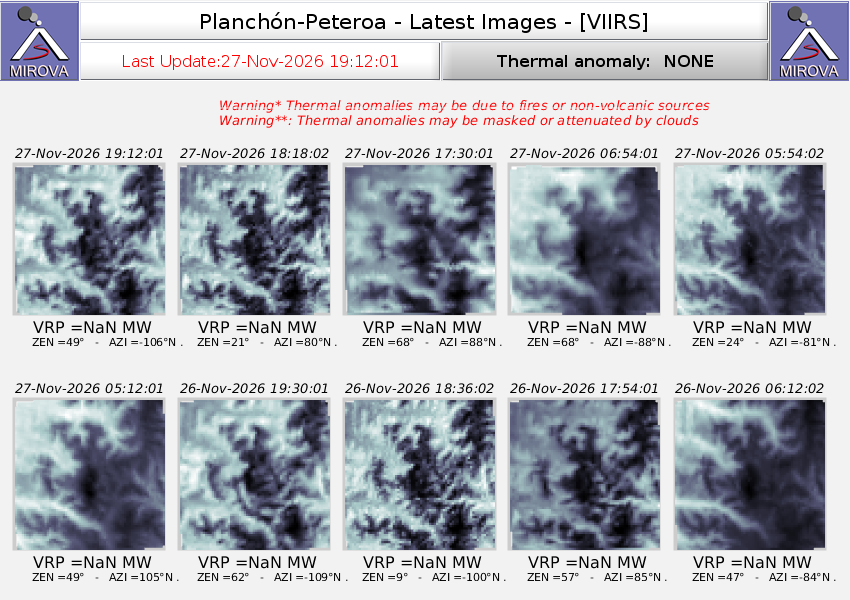 Planchón-Peteroa - Latest Images - [VIIRS]
MIROVA
Last Update:27-Nov-2026 19:12:01
Thermal anomaly: NONE
MIROVA
Warning* Thermal anomalies may be due to fires or non-volcanic sources
Warning**: Thermal anomalies may be masked or attenuated by clouds
27-Nov-2026 19:12:01
27-Nov-2026 18:18:02
27-Nov-2026 17:30:01
27-Nov-2026 06:54:01
27-Nov-2026 05:54:02
VRP =NaN MW
VRP =NaN MW
VRP =NaN MW
VRP =NaN MW
VRP =NaN MW
ZEN =49° - AZI =-106°N .
ZEN =21° - AZI =80°N .
ZEN =68° - AZI =88°N .
ZEN =68° - AZI =-88°N .
ZEN =24° - AZI =-81°N .
27-Nov-2026 05:12:01
26-Nov-2026 19:30:01
26-Nov-2026 18:36:02
26-Nov-2026 17:54:01
26-Nov-2026 06:12:02
VRP =NaN MW
VRP =NaN MW
VRP =NaN MW
VRP =NaN MW
VRP =NaN MW
ZEN =49° - AZI =105°N .
ZEN =62° - AZI =-109°N .
ZEN =9° - AZI =-100°N .
ZEN =57° - AZI =85°N .
ZEN =47° - AZI =-84°N .